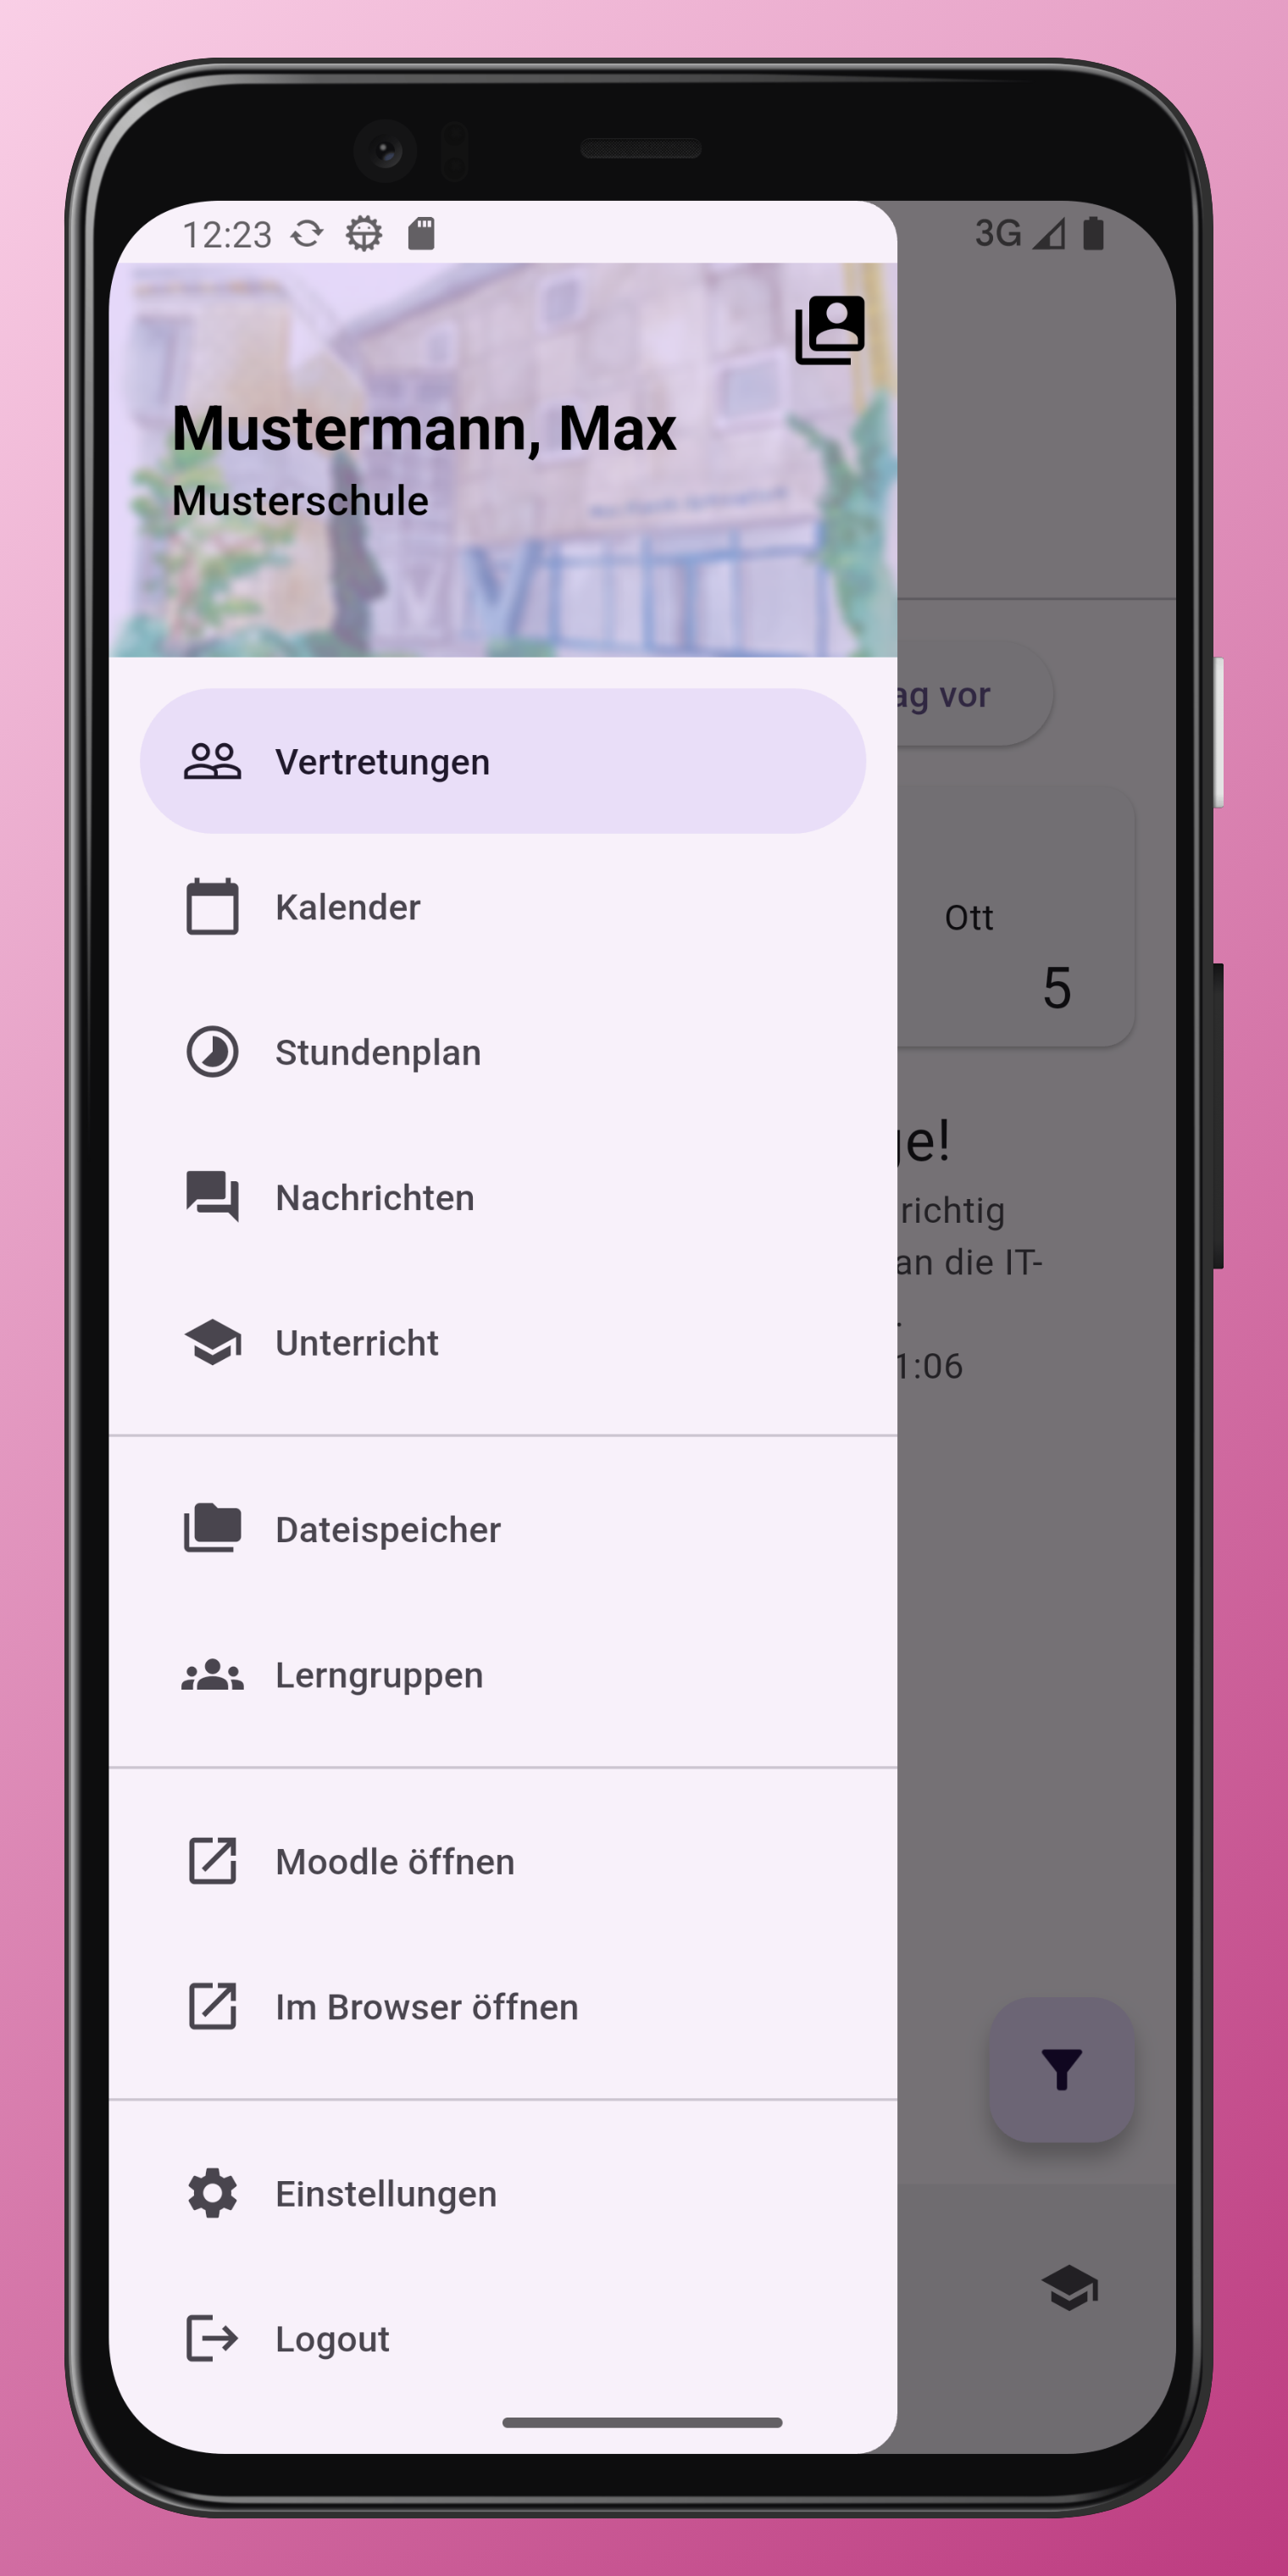 12:23
3G
Mustermann, Max
Musterschule
Vertretungen
Kalender
Stundenplan
Nachrichten
Unterricht
Dateispeicher
Lerngruppen
Moodle öffnen
Im Browser öffnen
Einstellungen
Logout
ag vor
Ott
5
ge!
richtig
an die IT-
.
1:06